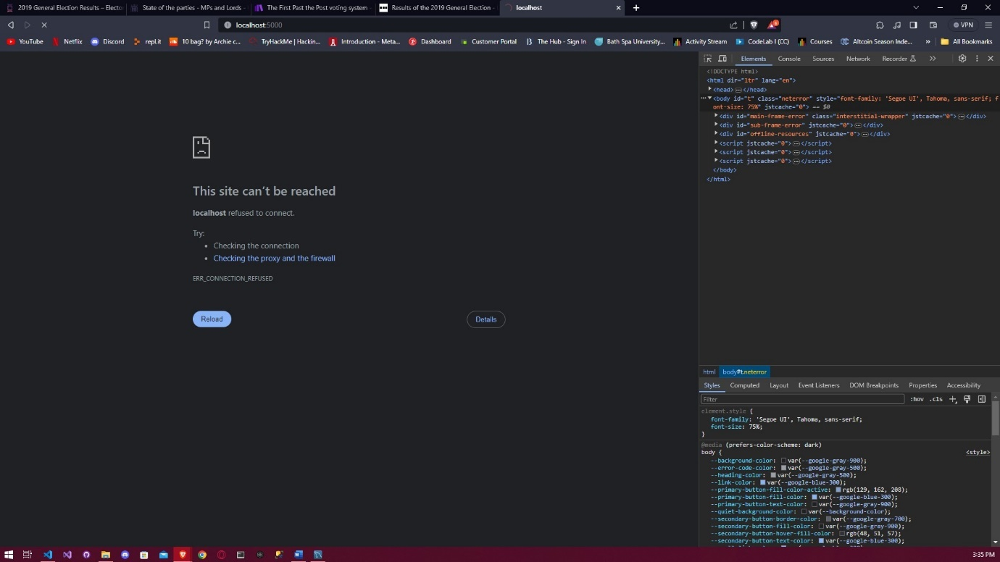 2019 General Election Results – Elector
State of the parties - MPs and Lords -
The First Past the Post voting system -
Results of the 2019 General Election -
localhost
localhost:5000
VPN
YouTube
Netflix
Discord
repl.it
10 bag? by Archie c...
TryHackMe | Hackin...
Introduction - Meta...
Dashboard
Customer Portal
The Hub - Sign In
Bath Spa University...
Activity Stream
CodeLab I (CC)
Courses
Altcoin Season Inde...
»
All Bookmarks
This site can’t be reached
localhost refused to connect.
Try:
• Checking the connection
• Checking the proxy and the firewall
ERR_CONNECTION_REFUSED
Reload
Details
Elements
Console
Sources
Network
Recorder
<!DOCTYPE html>
<html dir="ltr" lang="en">
<head>…</head>
<body id="t" class="neterror" style="font-family: 'Segoe UI', Tahoma, sans-serif; f
ont-size: 75%" jstcache="0"> == $0
<div id="main-frame-error" class="interstitial-wrapper" jstcache="0">…</div>
<div id="sub-frame-error" jstcache="0">…</div>
<div id="offline-resources" jstcache="0">…</div>
<script jstcache="0">…</script>
<script jstcache="0">…</script>
<script jstcache="0">…</script>
</body>
</html>
html
body#t.neterror
Styles
Computed
Layout
Event Listeners
DOM Breakpoints
Properties
Accessibility
Filter
:hov .cls
element.style {
font-family: 'Segoe UI', Tahoma, sans-serif;
font-size: 75%;
}
@media (prefers-color-scheme: dark)
body {
<style>
--background-color: var(--google-gray-900);
--error-code-color: var(--google-gray-500);
--heading-color: var(--google-gray-500);
--link-color: var(--google-blue-300);
--primary-button-fill-color-active: rgb(129, 162, 208);
--primary-button-fill-color: var(--google-blue-300);
--primary-button-text-color: var(--google-gray-900);
--quiet-background-color: var(--background-color);
--secondary-button-border-color: var(--google-gray-700);
--secondary-button-fill-color: var(--google-gray-900);
--secondary-button-hover-fill-color: rgb(48, 51, 57);
--secondary-button-text-color: var(--google-blue-300);
3:35 PM